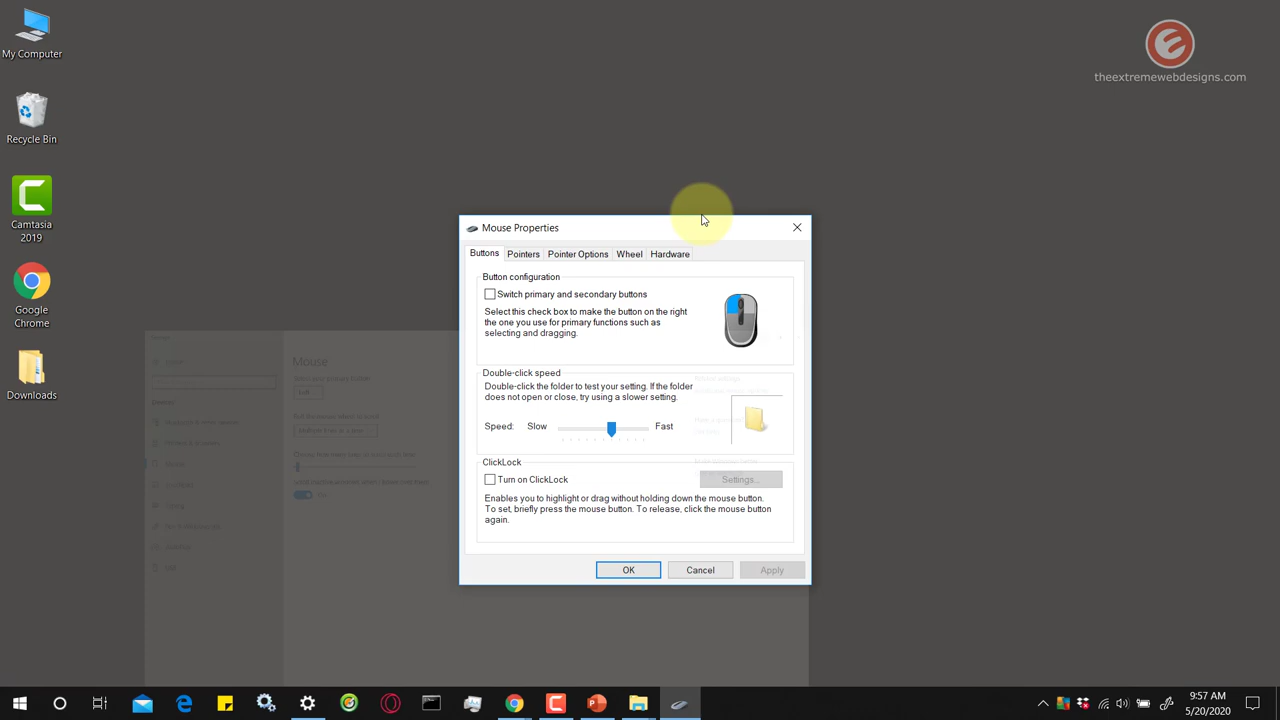 My Computer
Recycle Bin
Camtasia
2019
Google
Chrome
Downloads
theextremewebdesigns.com
Mouse Properties
Buttons
Pointers
Pointer Options
Wheel
Hardware
Button configuration
Switch primary and secondary buttons
Select this check box to make the button on the right
the one you use for primary functions such as
selecting and dragging.
Double-click speed
Double-click the folder to test your setting. If the folder
does not open or close, try using a slower setting.
Speed: Slow Fast
ClickLock
Turn on ClickLock
Settings...
Enables you to highlight or drag without holding down the mouse button.
To set, briefly press the mouse button. To release, click the mouse button
again.
OK
Cancel
Apply
Mouse
9:57 AM
5/20/2020